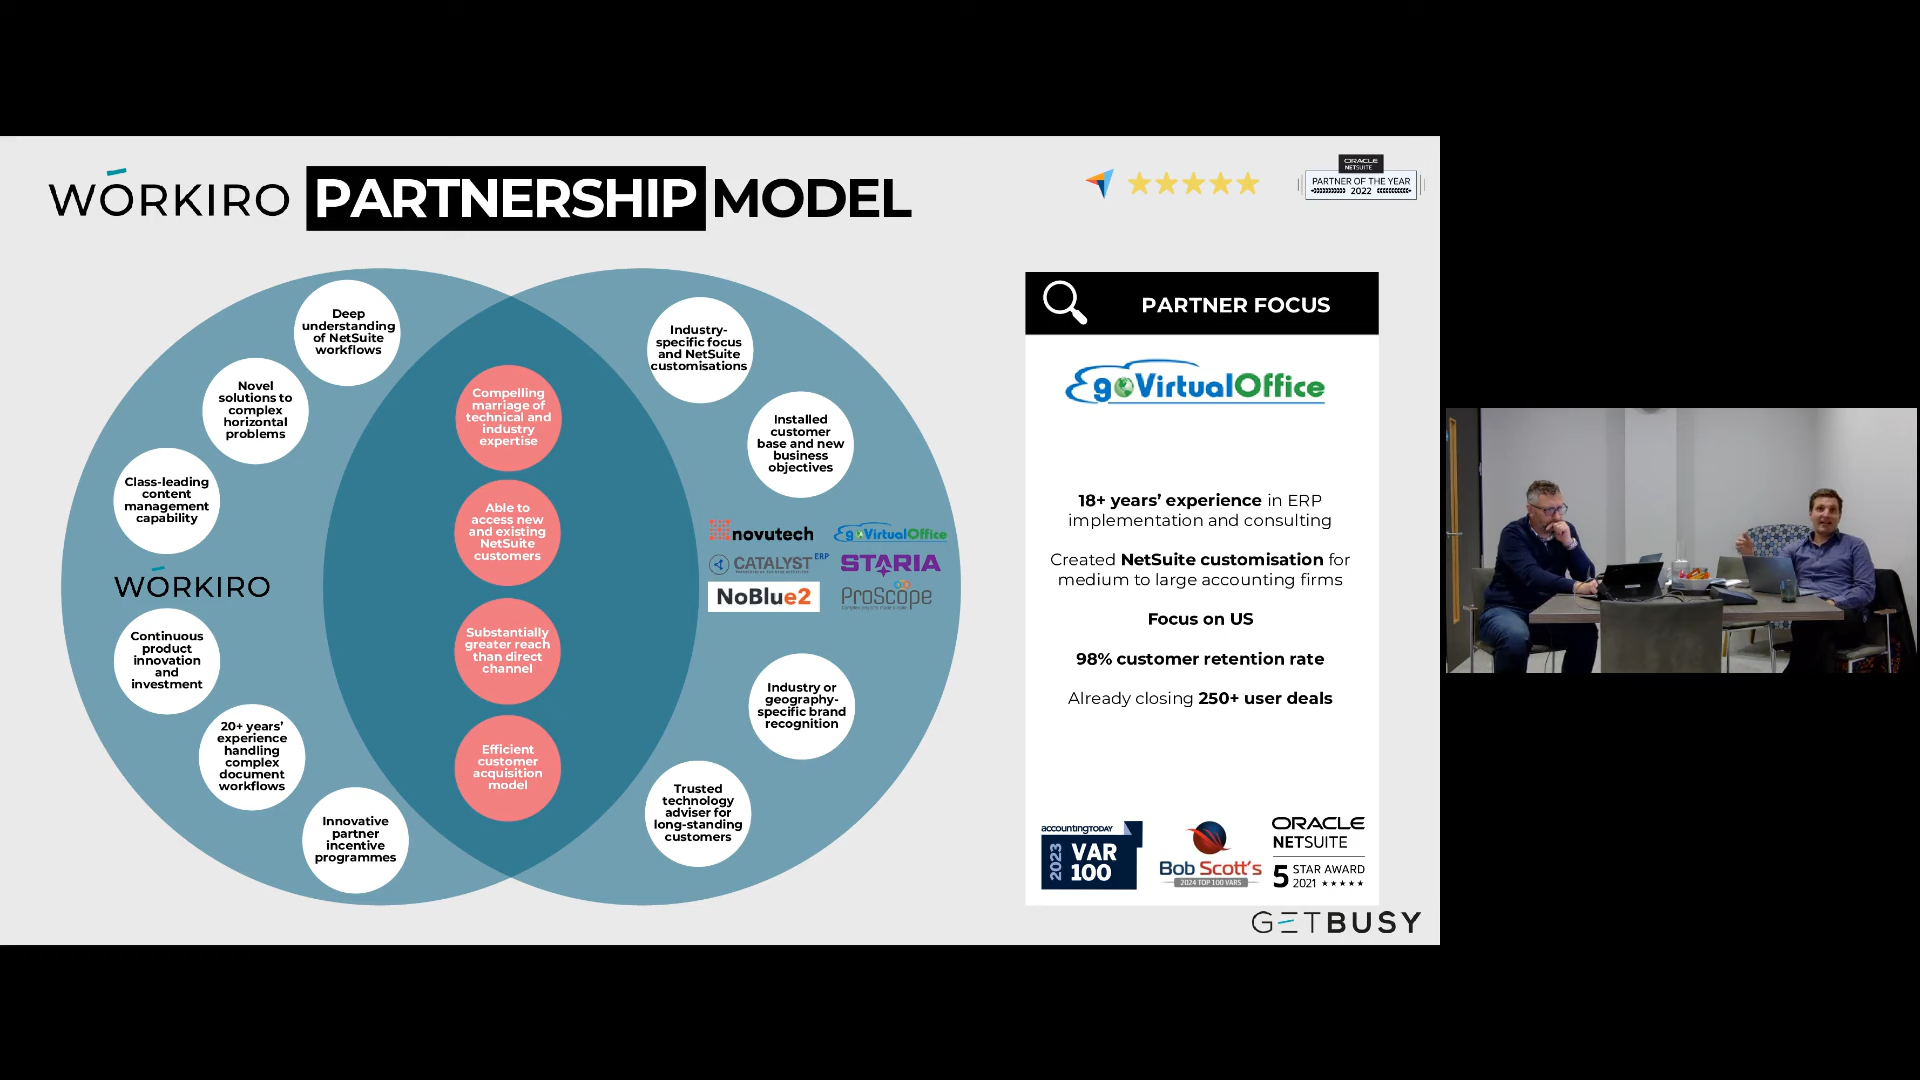 WORKIRO PARTNERSHIP MODEL
ORACLE
NETSUITE
PARTNER OF THE YEAR
2022
Deep
understanding
of NetSuite
workflows
Novel
solutions to
complex
horizontal
problems
Class-leading
content
management
capability
WORKIRO
Continuous
product
innovation
and
investment
20+ years’
experience
handling
complex
document
workflows
Innovative
partner
incentive
programmes
Compelling
marriage of
technical and
industry
expertise
Able to
access new
and existing
NetSuite
customers
Substantially
greater reach
than direct
channel
Efficient
customer
acquisition
model
Industry-
specific focus
and NetSuite
customisations
Installed
customer
base and new
business
objectives
novutech
goVirtualOffice
CATALYST ERP
STARIA
NoBlue2
ProScope
Industry or
geography-
specific brand
recognition
Trusted
technology
adviser for
long-standing
customers
PARTNER FOCUS
goVirtualOffice
18+ years’ experience in ERP
implementation and consulting
Created NetSuite customisation for
medium to large accounting firms
Focus on US
98% customer retention rate
Already closing 250+ user deals
accountingTODAY
2023
VAR
100
Bob Scott's
2024 TOP 100 VARS
ORACLE
NETSUITE
5 STAR AWARD
2021
GETBUSY